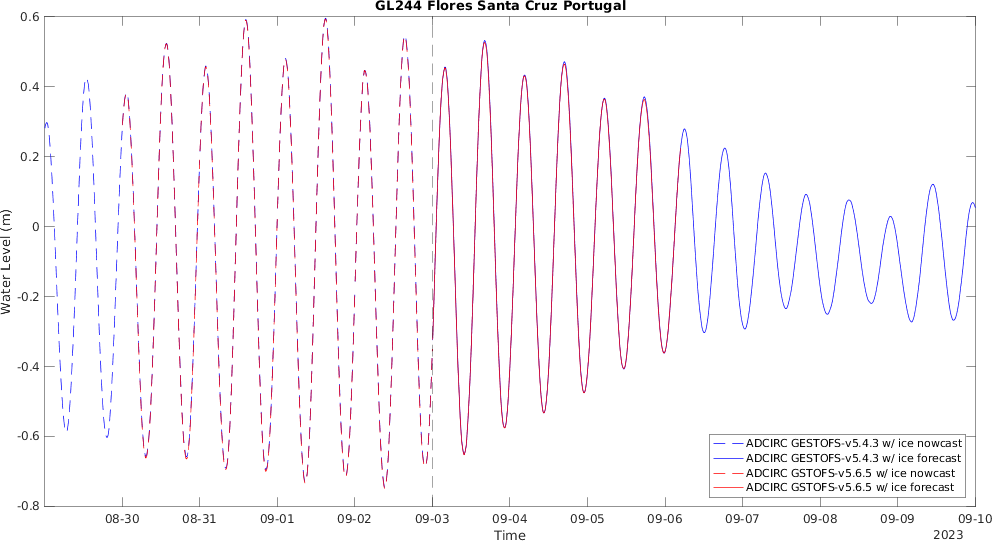 GL244 Flores Santa Cruz Portugal
0.6
0.4
0.2
0
-0.2
-0.4
-0.6
-0.8
Water Level (m)
ADCIRC GESTOFS-v5.4.3 w/ ice nowcast
ADCIRC GESTOFS-v5.4.3 w/ ice forecast
ADCIRC GSTOFS-v5.6.5 w/ ice nowcast
ADCIRC GSTOFS-v5.6.5 w/ ice forecast
08-30 08-31 09-01 09-02 09-03 09-04 09-05 09-06 09-07 09-08 09-09 09-10
Time
2023